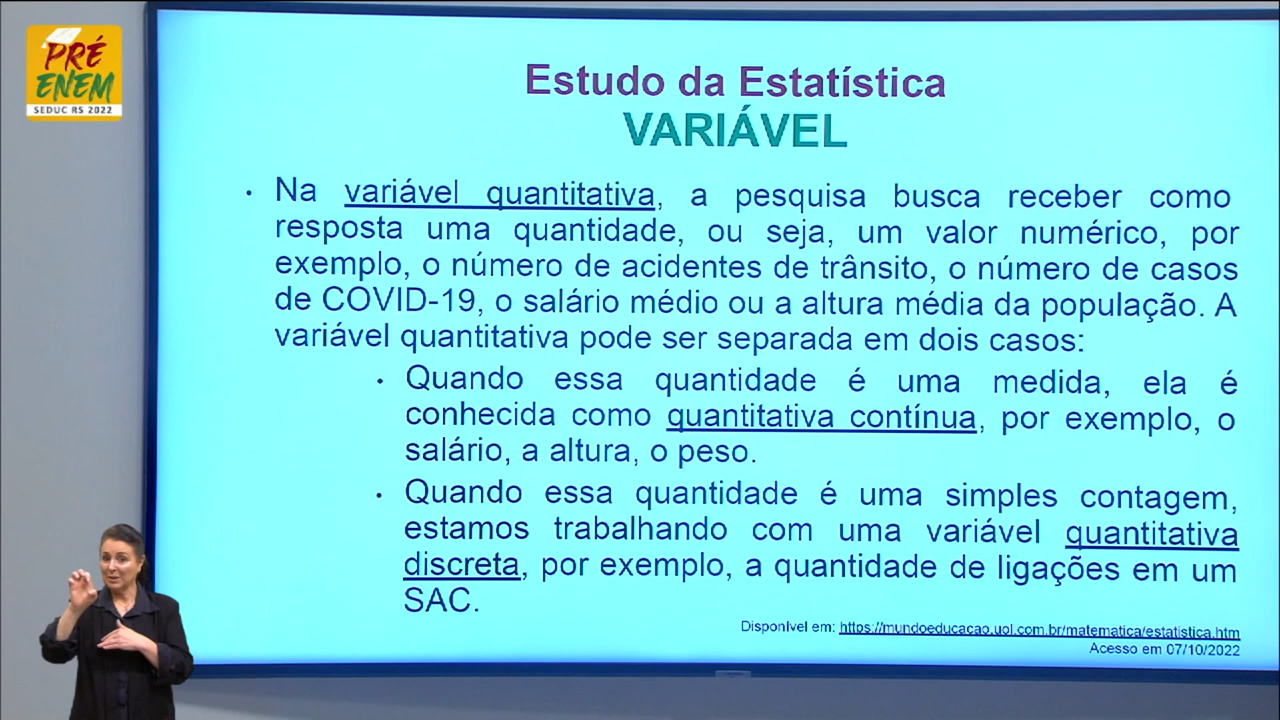 PRÉ
ENEM
SEDUC RS 2022
Estudo da Estatística
VARIÁVEL
• Na variável quantitativa, a pesquisa busca receber como
resposta uma quantidade, ou seja, um valor numérico, por
exemplo, o número de acidentes de trânsito, o número de casos
de COVID-19, o salário médio ou a altura média da população. A
variável quantitativa pode ser separada em dois casos:
• Quando essa quantidade é uma medida, ela é
conhecida como quantitativa contínua, por exemplo, o
salário, a altura, o peso.
• Quando essa quantidade é uma simples contagem,
estamos trabalhando com uma variável quantitativa
discreta, por exemplo, a quantidade de ligações em um
SAC.
Disponível em: https://mundoeducacao.uol.com.br/matematica/estatistica.htm
Acesso em 07/10/2022